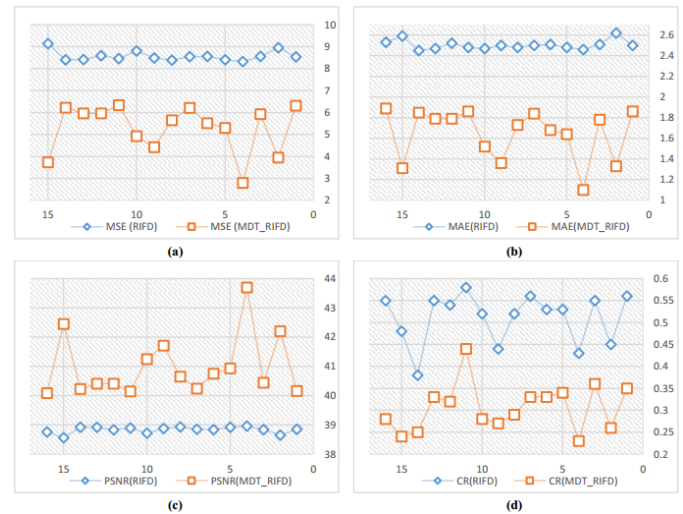 10
9
8
7
6
5
4
3
2
15 10 5 0
MSE (RIFD) MSE (MDT_RIFD)
(a)
2.6
2.4
2.2
2
1.8
1.6
1.4
1.2
1
15 10 5 0
MAE(RIFD) MAE(MDT_RIFD)
(b)
44
43
42
41
40
39
38
15 10 5 0
PSNR(RIFD) PSNR(MDT_RIFD)
(c)
0.6
0.55
0.5
0.45
0.4
0.35
0.3
0.25
0.2
15 10 5 0
CR(RIFD) CR(MDT_RIFD)
(d)